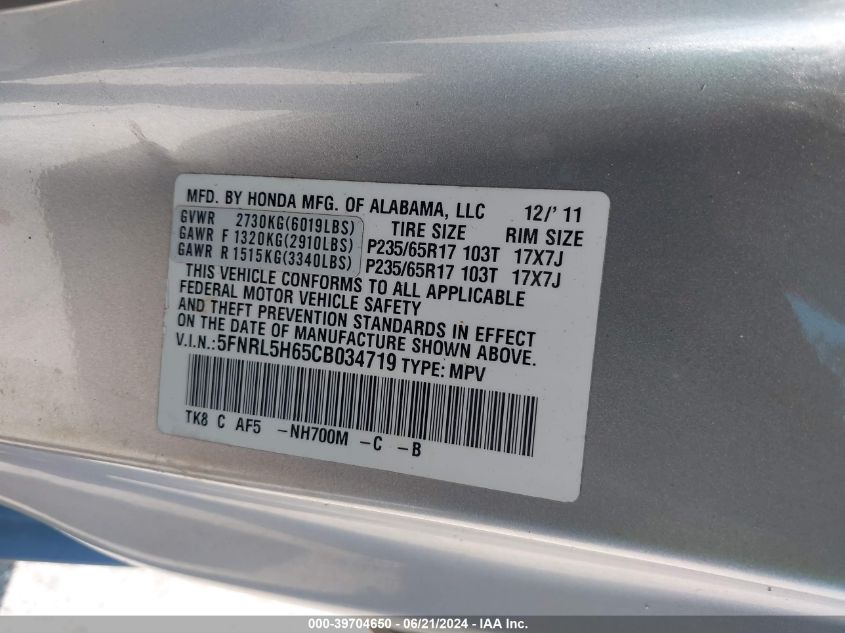 MFD. BY HONDA MFG. OF ALABAMA, LLC 12/' 11
GVWR 2730KG(6019LBS) TIRE SIZE RIM SIZE
GAWR F 1320KG(2910LBS) P235/65R17 103T 17X7J
GAWR R 1515KG(3340LBS) P235/65R17 103T 17X7J
THIS VEHICLE CONFORMS TO ALL APPLICABLE
FEDERAL MOTOR VEHICLE SAFETY
AND THEFT PREVENTION STANDARDS IN EFFECT
ON THE DATE OF MANUFACTURE SHOWN ABOVE.
V.I.N.:5FNRL5H65CB034719 TYPE: MPV
TK8 C AF5 -NH700M -C -B
000-39704650 - 06/21/2024 - IAA Inc.